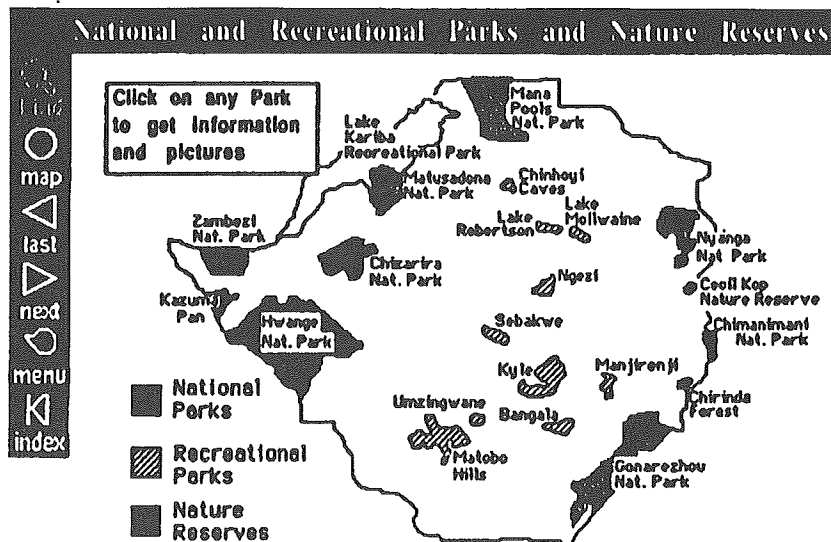 National and Recreational Parks and Nature Reserves
Click on any Park
to get information
and pictures
map
last
next
menu
index
Mana
Pools
Nat. Park
Lake
Kariba
Recreational Park
Matusadona
Nat. Park
Chinhoyi
Caves
Lake
Robertson
Lake
McIlwaine
Zambezi
Nat. Park
Chizarira
Nat. Park
Nyanga
Nat Park
Ngezi
Cecil Kop
Nature Reserve
Kazuma
Pan
Hwange
Nat. Park
Sebakwe
Chimanimani
Nat. Park
Kyle
Manjirenji
Chirinda
Forest
Umzingwane
Bangala
Matobo
Hills
Gonarezhou
Nat. Park
National
Parks
Recreational
Parks
Nature
Reserves